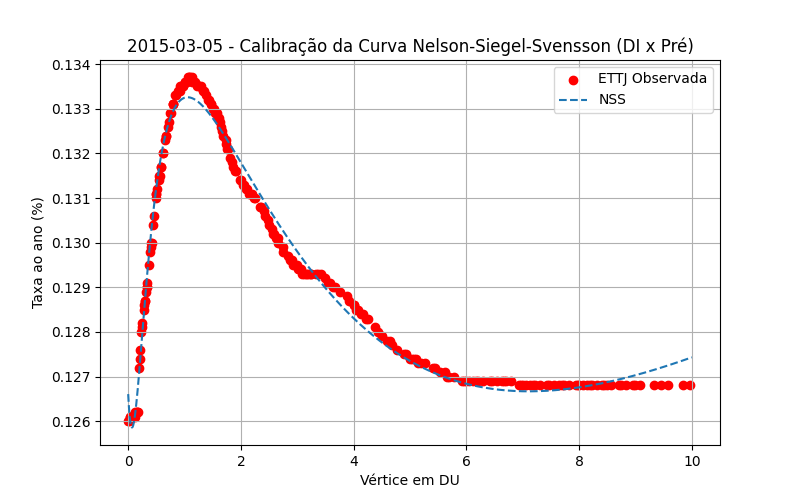 2015-03-05 - Calibração da Curva Nelson-Siegel-Svensson (DI x Pré)
ETTJ Observada
NSS
Taxa ao ano (%)
0.134
0.133
0.132
0.131
0.130
0.129
0.128
0.127
0.126
0 2 4 6 8 10
Vértice em DU